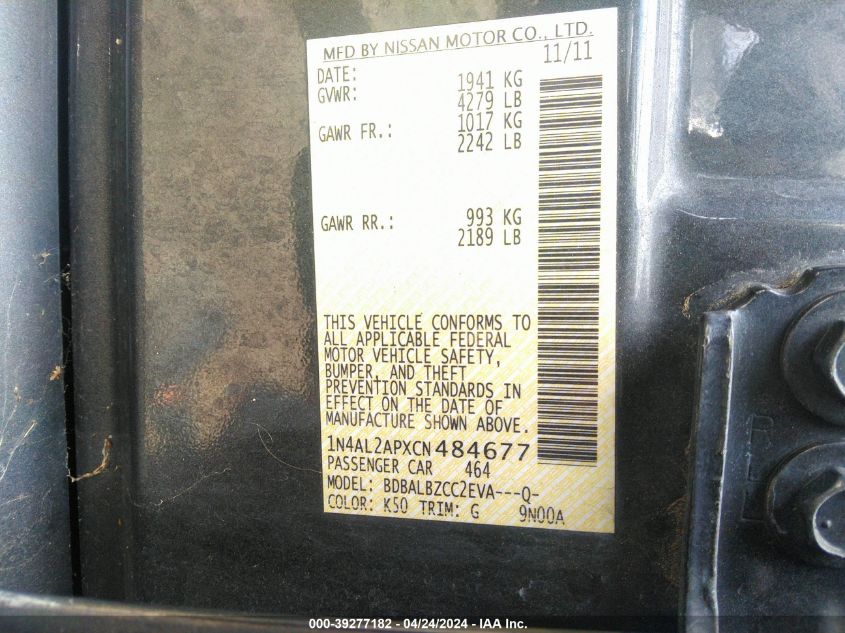 MFD BY NISSAN MOTOR CO., LTD.
DATE: 11/11
GVWR: 1941 KG
4279 LB
GAWR FR.: 1017 KG
2242 LB
GAWR RR.: 993 KG
2189 LB
THIS VEHICLE CONFORMS TO
ALL APPLICABLE FEDERAL
MOTOR VEHICLE SAFETY,
BUMPER, AND THEFT
PREVENTION STANDARDS IN
EFFECT ON THE DATE OF
MANUFACTURE SHOWN ABOVE.
1N4AL2APXCN484677
PASSENGER CAR 464
MODEL: BDBALBZCC2EVA---Q-
COLOR: K50 TRIM: G 9N00A
000-39277182 - 04/24/2024 - IAA Inc.